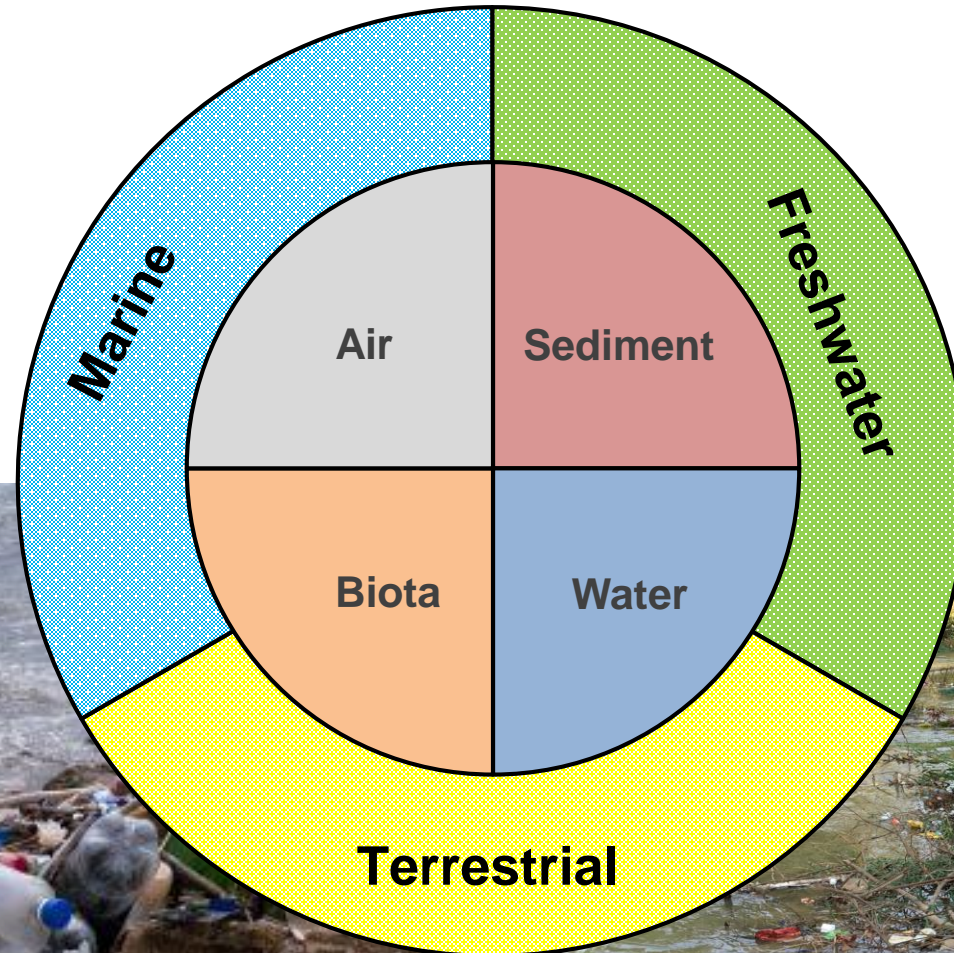 Marine
Freshwater
Air
Sediment
Biota
Water
Terrestrial